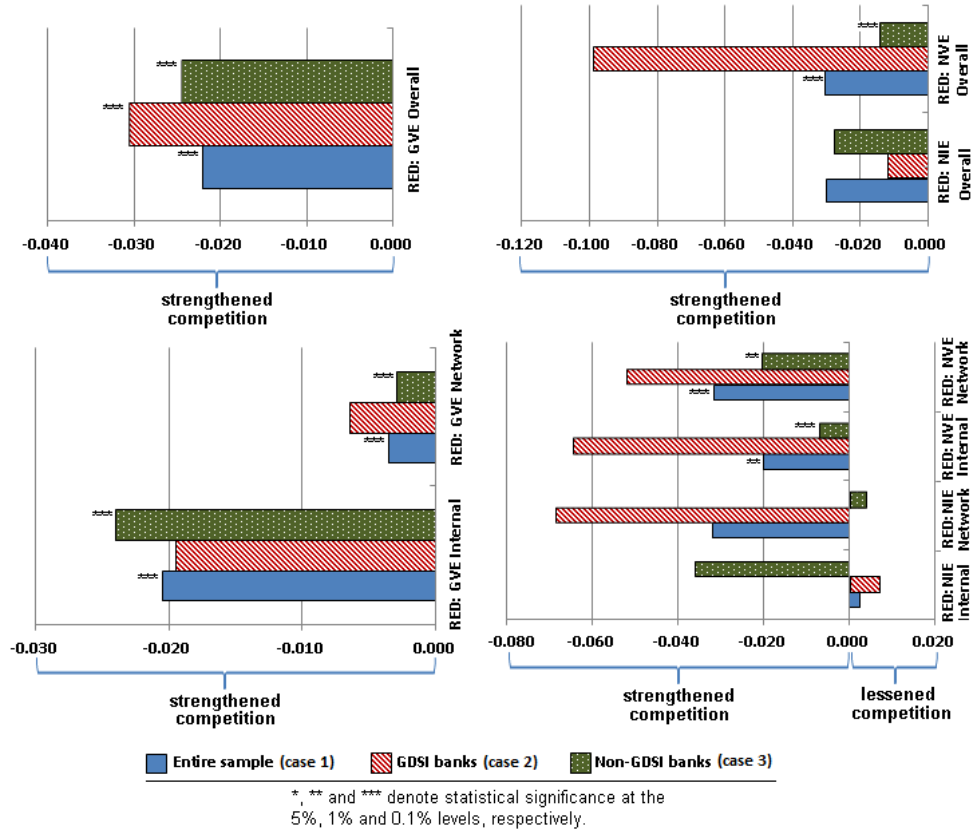 ***
***
***
RED: GVE Overall
-0.040 -0.030 -0.020 -0.010 0.000
strengthened
competition
***
***
RED: NVE
Overall
RED: NIE
Overall
-0.120 -0.100 -0.080 -0.060 -0.040 -0.020 0.000
strengthened
competition
***
***
RED: GVE Network
***
***
RED: GVE Internal
-0.030 -0.020 -0.010 0.000
strengthened
competition
**
***
RED: NVE
Network
***
**
RED: NVE
Internal
RED: NIE
Network
RED:NIE
Internal
-0.080 -0.060 -0.040 -0.020 0.000 0.020
strengthened
competition
lessened
competition
Entire sample (case 1) GDSI banks (case 2) Non-GDSI banks (case 3)
*, ** and *** denote statistical significance at the
5%, 1% and 0.1% levels, respectively.